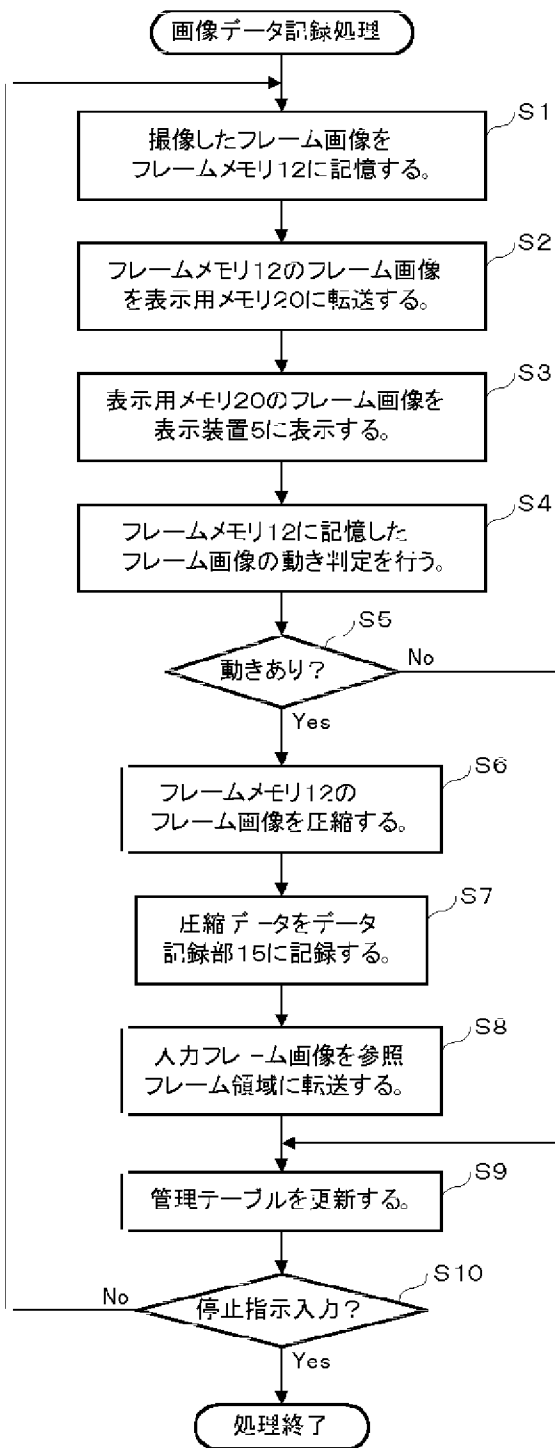 画像データ記録処理
S1
撮像したフレーム画像を
フレームメモリ12に記憶する。
S2
フレームメモリ12のフレーム画像
を表示用メモリ20に転送する。
S3
表示用メモリ20のフレーム画像を
表示装置5に表示する。
S4
フレームメモリ12に記憶した
フレーム画像の動き判定を行う。
S5
動きあり?
No
Yes
S6
フレームメモリ12の
フレーム画像を圧縮する。
S7
圧縮データをデータ
記録部15に記録する。
S8
入力フレーム画像を参照
フレーム領域に転送する。
S9
管理テーブルを更新する。
S10
No
停止指示入力?
Yes
処理終了